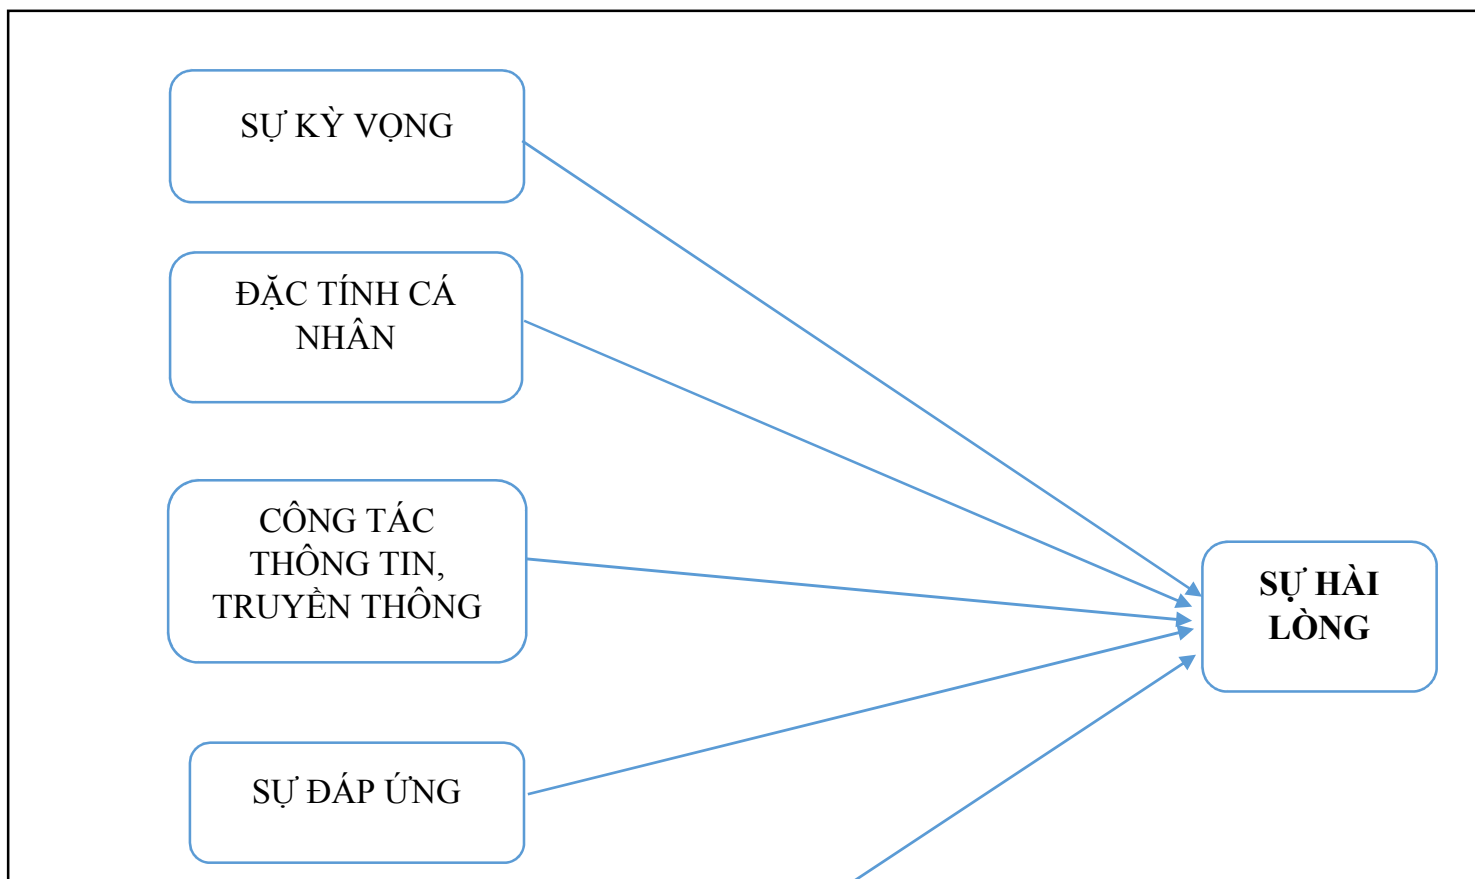 SỰ KỲ VỌNG
ĐẶC TÍNH CÁ
NHÂN
CÔNG TÁC
THÔNG TIN,
TRUYỀN THÔNG
SỰ HÀI
LÒNG
SỰ ĐÁP ỨNG